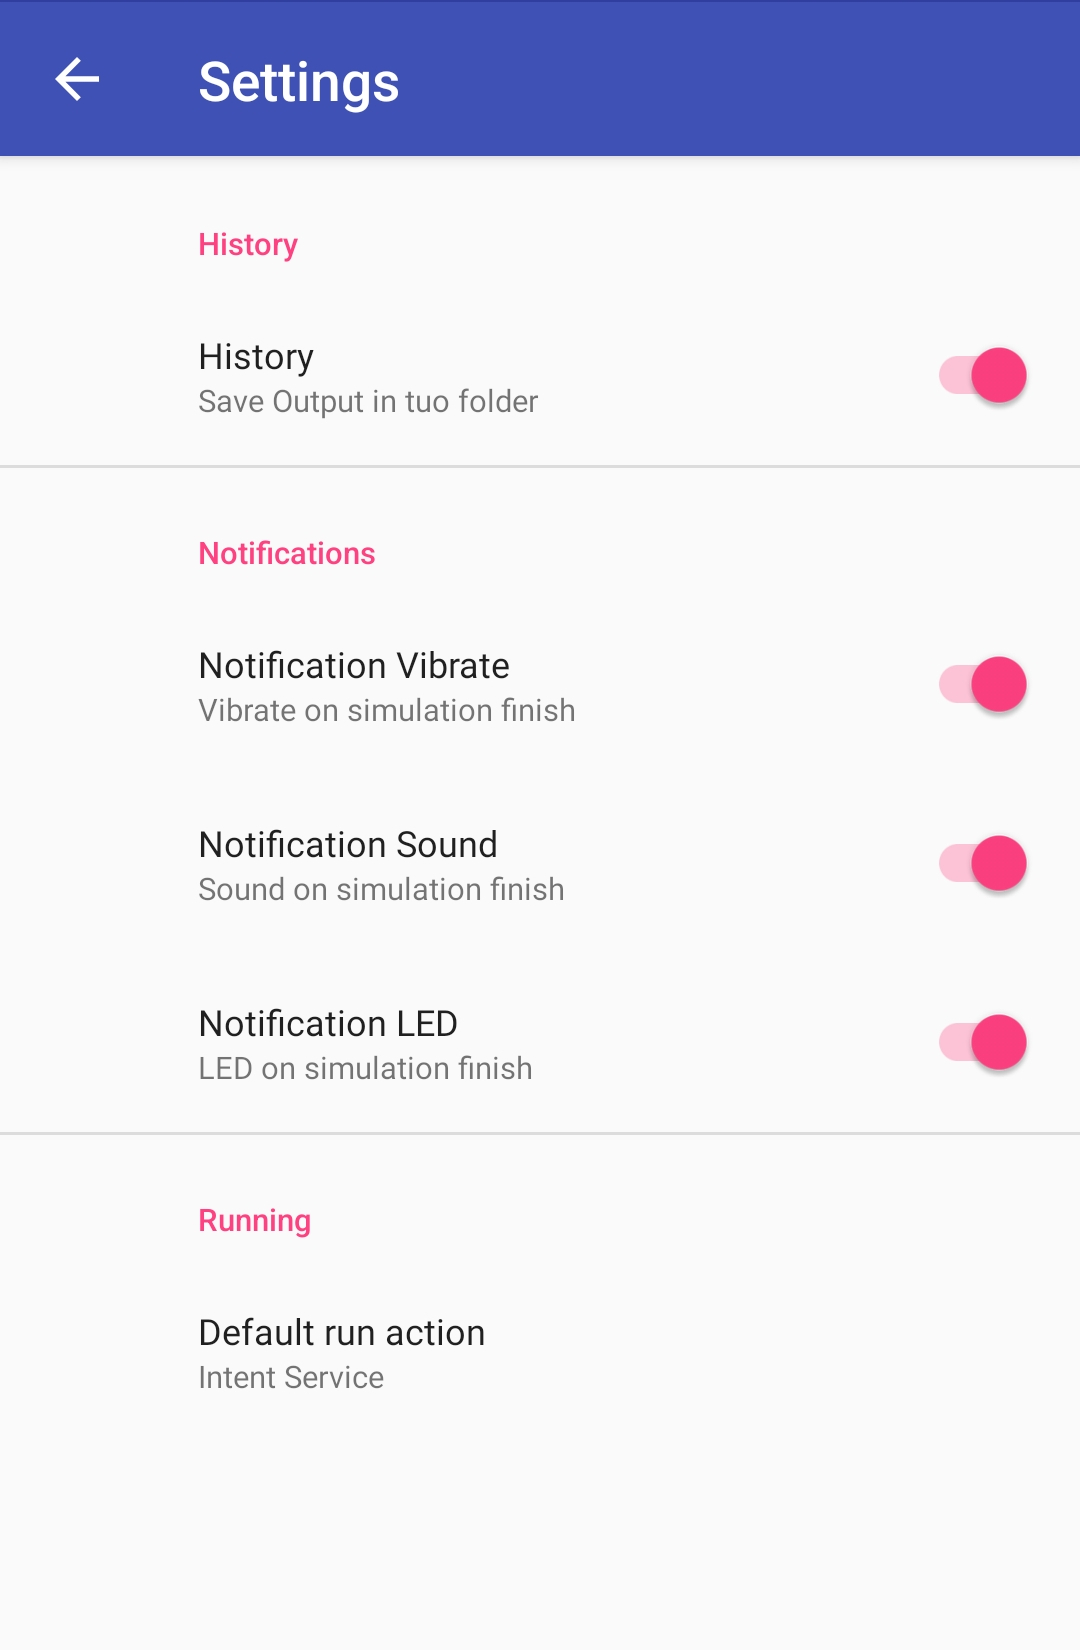 Settings
History
History
Save Output in tuo folder
Notifications
Notification Vibrate
Vibrate on simulation finish
Notification Sound
Sound on simulation finish
Notification LED
LED on simulation finish
Running
Default run action
Intent Service